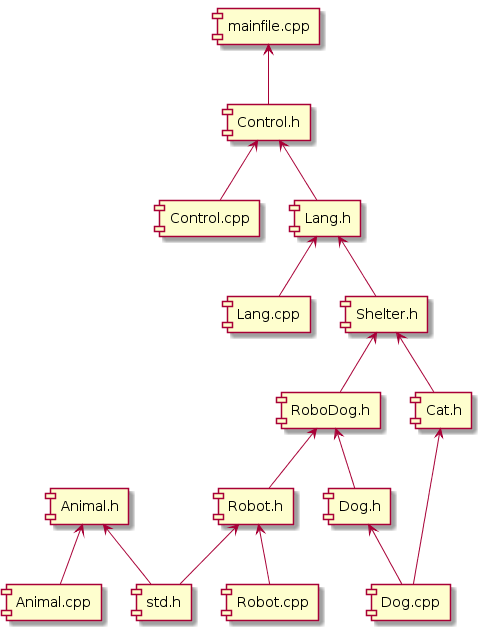 mainfile.cpp
Control.h
Control.cpp
Lang.h
Lang.cpp
Shelter.h
RoboDog.h
Cat.h
Animal.h
Robot.h
Dog.h
Animal.cpp
std.h
Robot.cpp
Dog.cpp